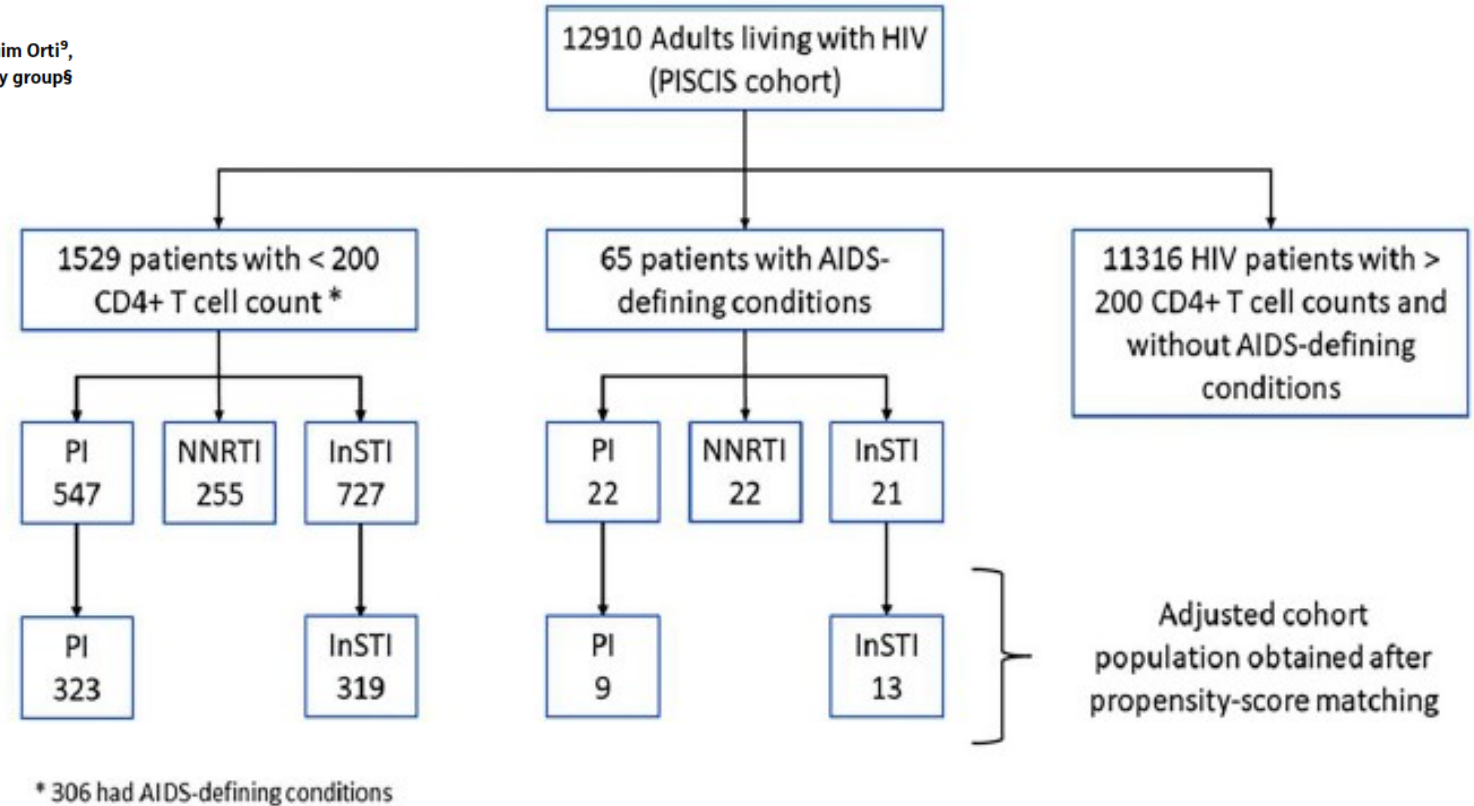 im Orti⁹,
y group§
12910 Adults living with HIV
(PISCIS cohort)
1529 patients with < 200
CD4+ T cell count *
65 patients with AIDS-
defining conditions
11316 HIV patients with >
200 CD4+ T cell counts and
without AIDS-defining
conditions
PI
547
NNRTI
255
InSTI
727
PI
22
NNRTI
22
InSTI
21
PI
323
InSTI
319
PI
9
InSTI
13
Adjusted cohort
population obtained after
propensity-score matching
* 306 had AIDS-defining conditions